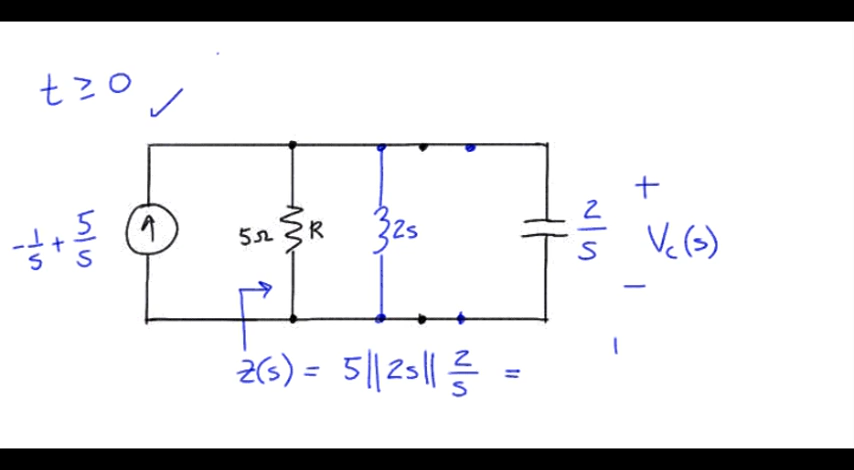 t ≥ 0 ✓
-1/s + 5/s
5Ω
R
2s
2/s
+
Vc(s)
−
Z(s) = 5||2s||2/s =